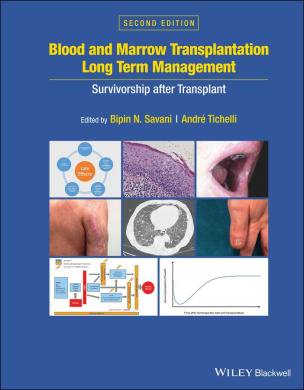 SECOND EDITION
Blood and Marrow Transplantation
Long Term Management
Survivorship after Transplant
Edited by Bipin N. Savani | André Tichelli
Late
Effects
WILEY Blackwell